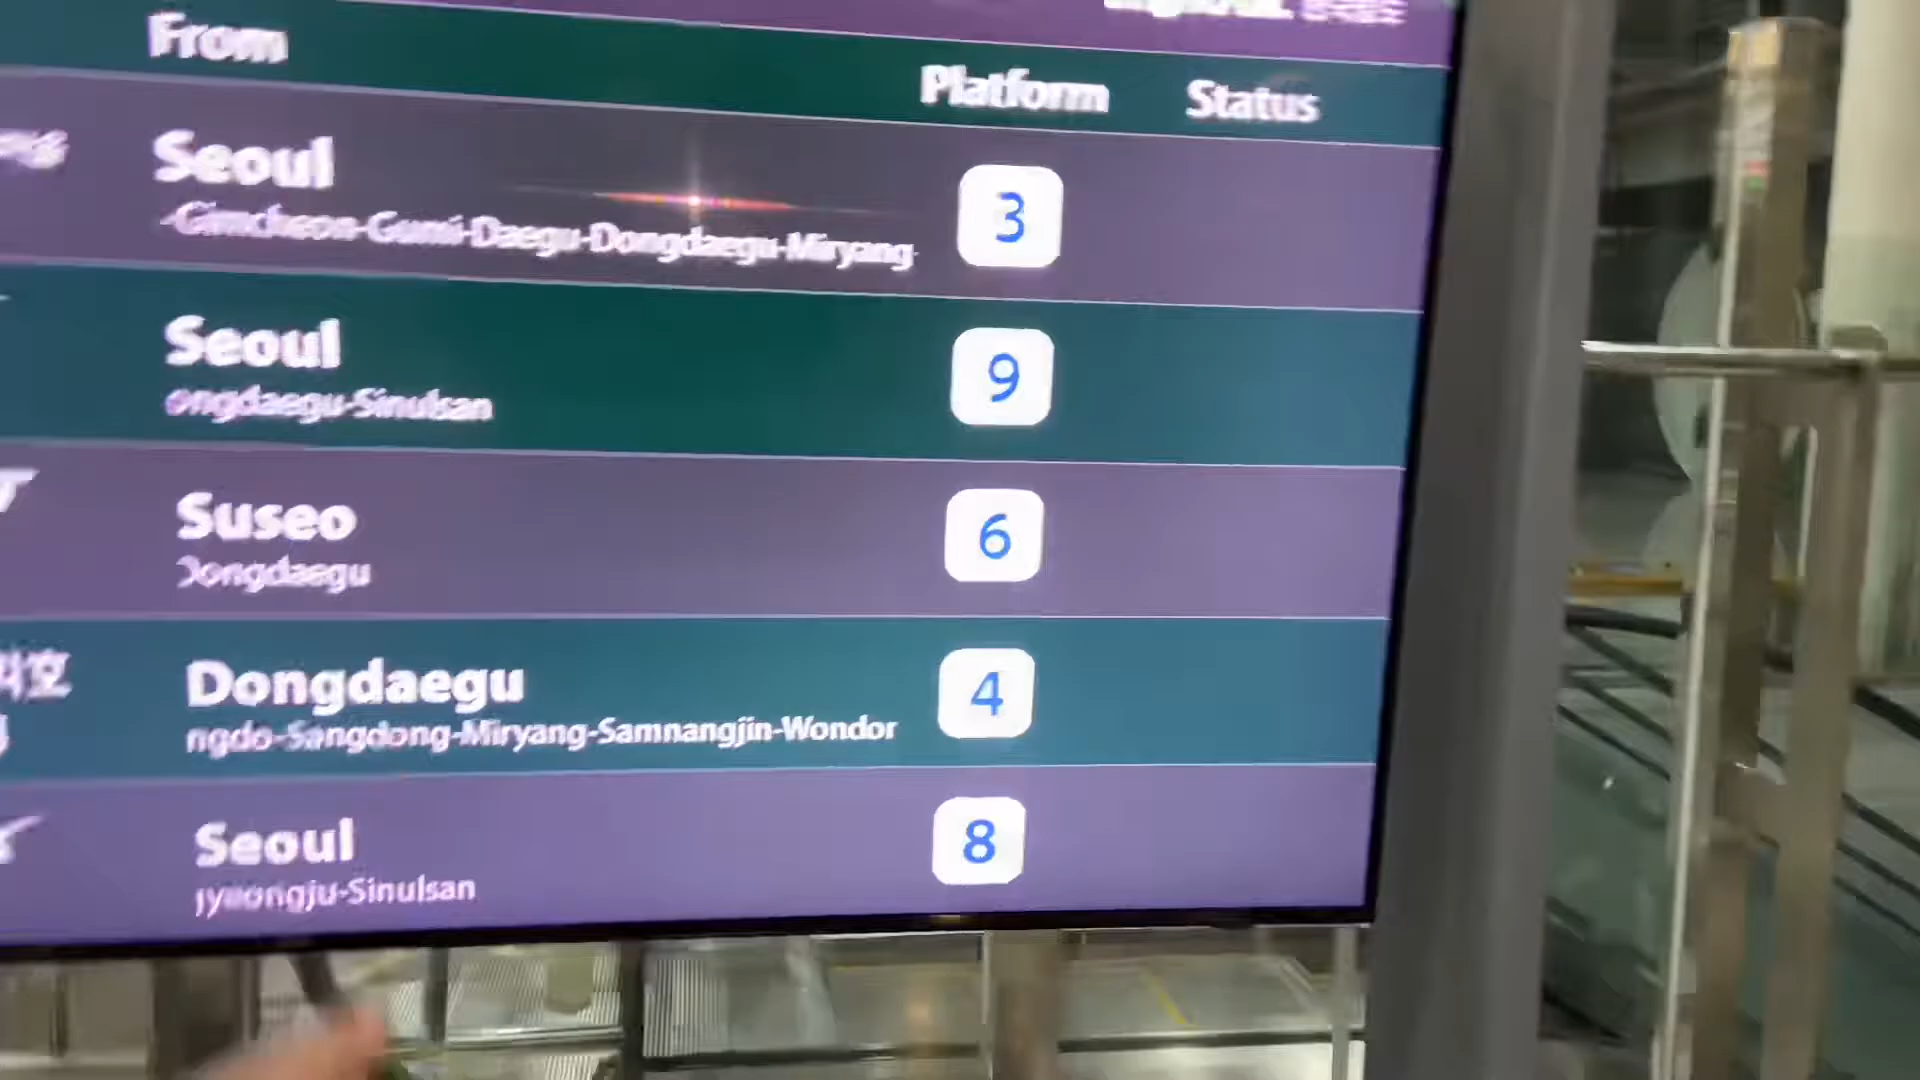 From Platform Status
Seoul 3
-Gimcheon-Gumi-Daegu-Dongdaegu-Miryang
Seoul 9
ongdaegu-Sinulsan
Suseo 6
Dongdaegu
Dongdaegu 4
ngdo-Sangdong-Miryang-Samnangjin-Wondor
Seoul 8
yeongju-Sinulsan